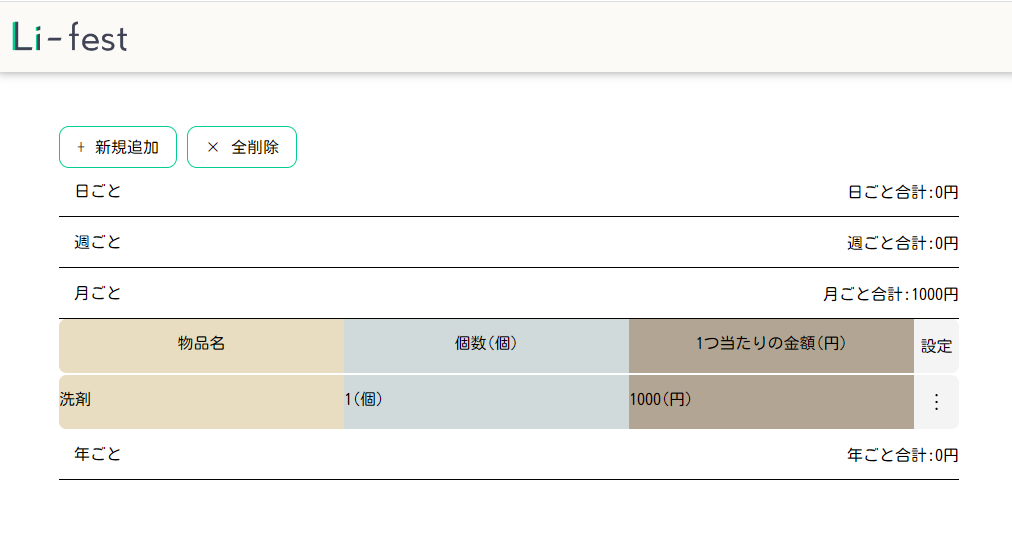 Li-fest
+ 新規追加 × 全削除
日ごと 日ごと合計:0円
週ごと 週ごと合計:0円
月ごと 月ごと合計:1000円
物品名 個数(個) 1つ当たりの金額(円) 設定
洗剤 1(個) 1000(円) ⋮
年ごと 年ごと合計:0円